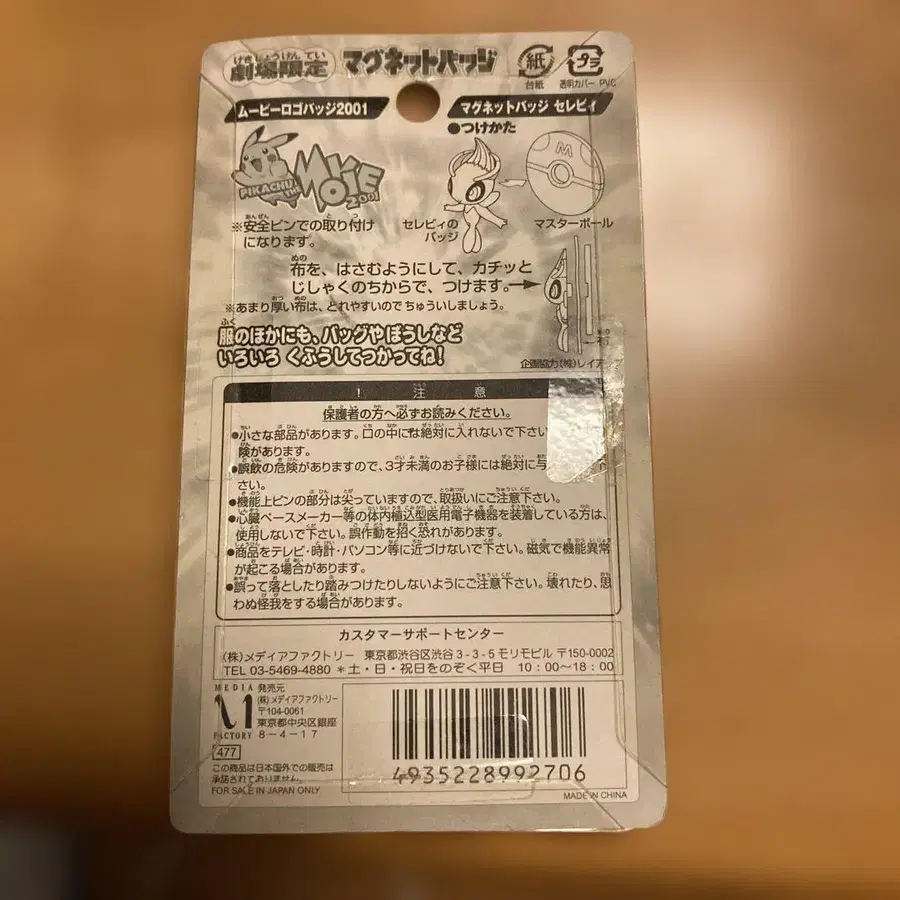 劇場限定 マグネットバッジ
紙
台紙
プラ
透明カバー PVC
ムービーロゴバッジ2001
PIKACHU THE MOVIE 2001
※安全ピンでの取り付け
になります。
マグネットバッジ セレビィ
●つけかた
セレビィの
バッジ
M
マスターボール
布を、はさむようにして、カチッと
じしゃくのちからで、つけます。→
※あまり厚い布は、とれやすいので ちゅういしましょう。
服のほかにも、バッグやぼうしなど
いろいろ くふうしてつかってね!
企画協力(株)レイアップ
! 注意
保護者の方へ必ずお読みください。
●小さな部品があります。口の中には絶対に入れないで下さい
険があります。
●誤飲の危険がありますので、3才未満のお子様には絶対に与
さい。
●機能上ピンの部分は尖っていますので、取扱いにご注意下さい。
●心臓ペースメーカー等の体内植込型医用電子機器を装着している方は、
使用しないで下さい。誤作動を招く恐れがあります。
●商品をテレビ・時計・パソコン等に近づけないで下さい。磁気で機能異常
が起こる場合があります。
●誤って落としたり踏みつけたりしないようにご注意下さい。壊れたり、思
わぬ怪我をする場合があります。
カスタマーサポートセンター
(株)メディアファクトリー 東京都渋谷区渋谷3-3-5モリモビル 〒150-0002
TEL 03-5469-4880 *土・日・祝日をのぞく平日 10:00〜18:00
MEDIA
FACTORY
発売元
(株)メディアファクトリー
〒104-0061
東京都中央区銀座
8-4-17
477
この商品は日本国外での販売は
承諾されておりません。
FOR SALE IN JAPAN ONLY
4935228992706
MADE IN CHINA